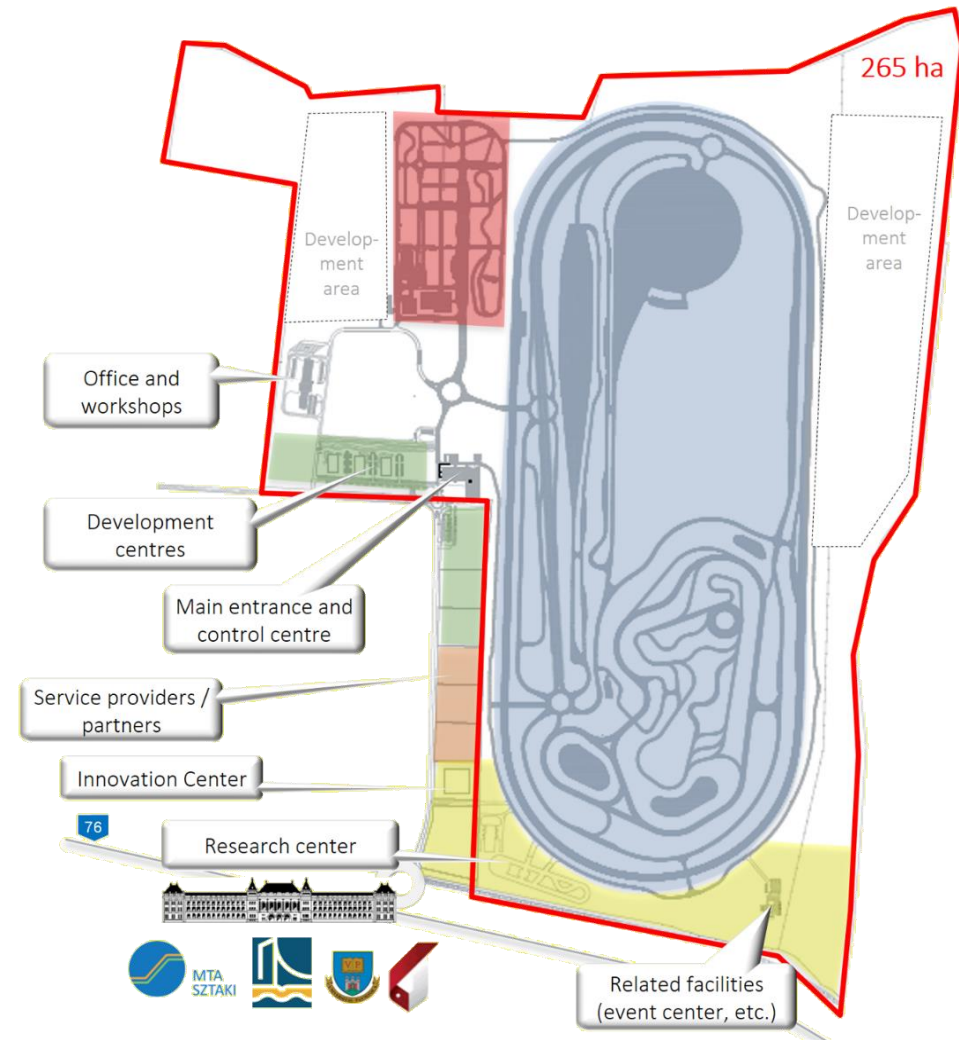 265 ha
Develop-
ment
area
Develop-
ment
area
Office and
workshops
Development
centres
Main entrance and
control centre
Service providers /
partners
Innovation Center
76
Research center
MTA
SZTAKI
Related facilities
(event center, etc.)